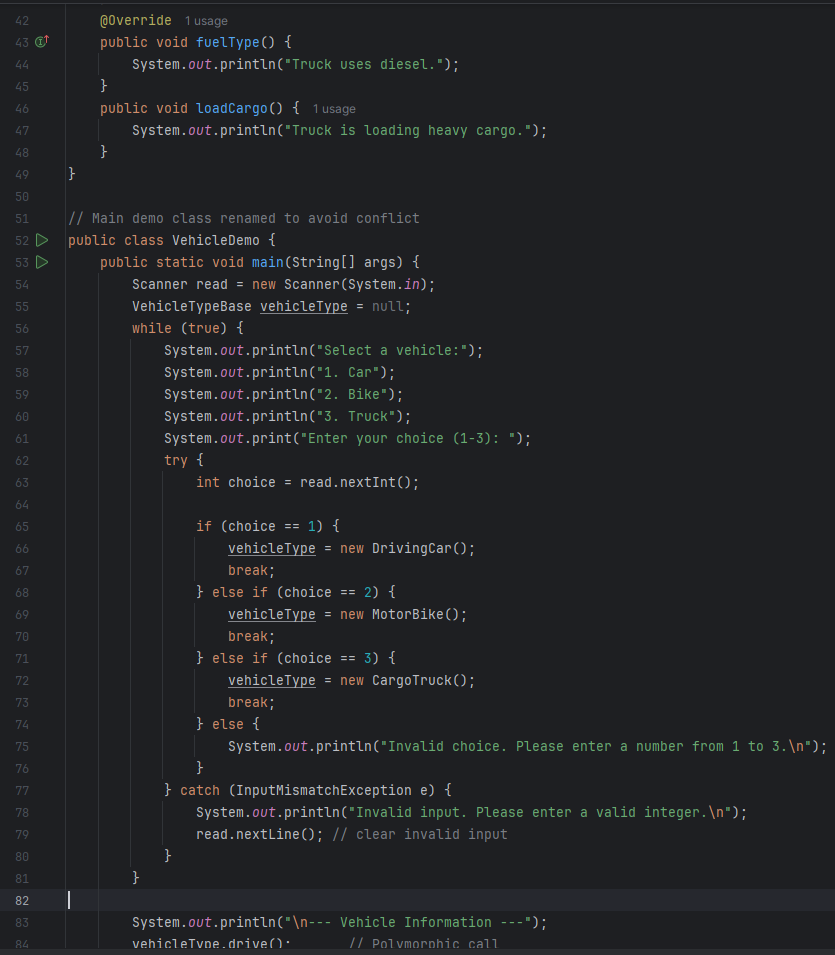 42 @Override 1 usage
43 public void fuelType() {
44 System.out.println("Truck uses diesel.");
45 }
46 public void loadCargo() { 1 usage
47 System.out.println("Truck is loading heavy cargo.");
48 }
49 }
50
51 // Main demo class renamed to avoid conflict
52 public class VehicleDemo {
53 public static void main(String[] args) {
54 Scanner read = new Scanner(System.in);
55 VehicleTypeBase vehicleType = null;
56 while (true) {
57 System.out.println("Select a vehicle:");
58 System.out.println("1. Car");
59 System.out.println("2. Bike");
60 System.out.println("3. Truck");
61 System.out.print("Enter your choice (1-3): ");
62 try {
63 int choice = read.nextInt();
64
65 if (choice == 1) {
66 vehicleType = new DrivingCar();
67 break;
68 } else if (choice == 2) {
69 vehicleType = new MotorBike();
70 break;
71 } else if (choice == 3) {
72 vehicleType = new CargoTruck();
73 break;
74 } else {
75 System.out.println("Invalid choice. Please enter a number from 1 to 3.\n");
76 }
77 } catch (InputMismatchException e) {
78 System.out.println("Invalid input. Please enter a valid integer.\n");
79 read.nextLine(); // clear invalid input
80 }
81 }
82
83 System.out.println("\n--- Vehicle Information ---");
84 vehicleType.drive(); // Polymorphic call